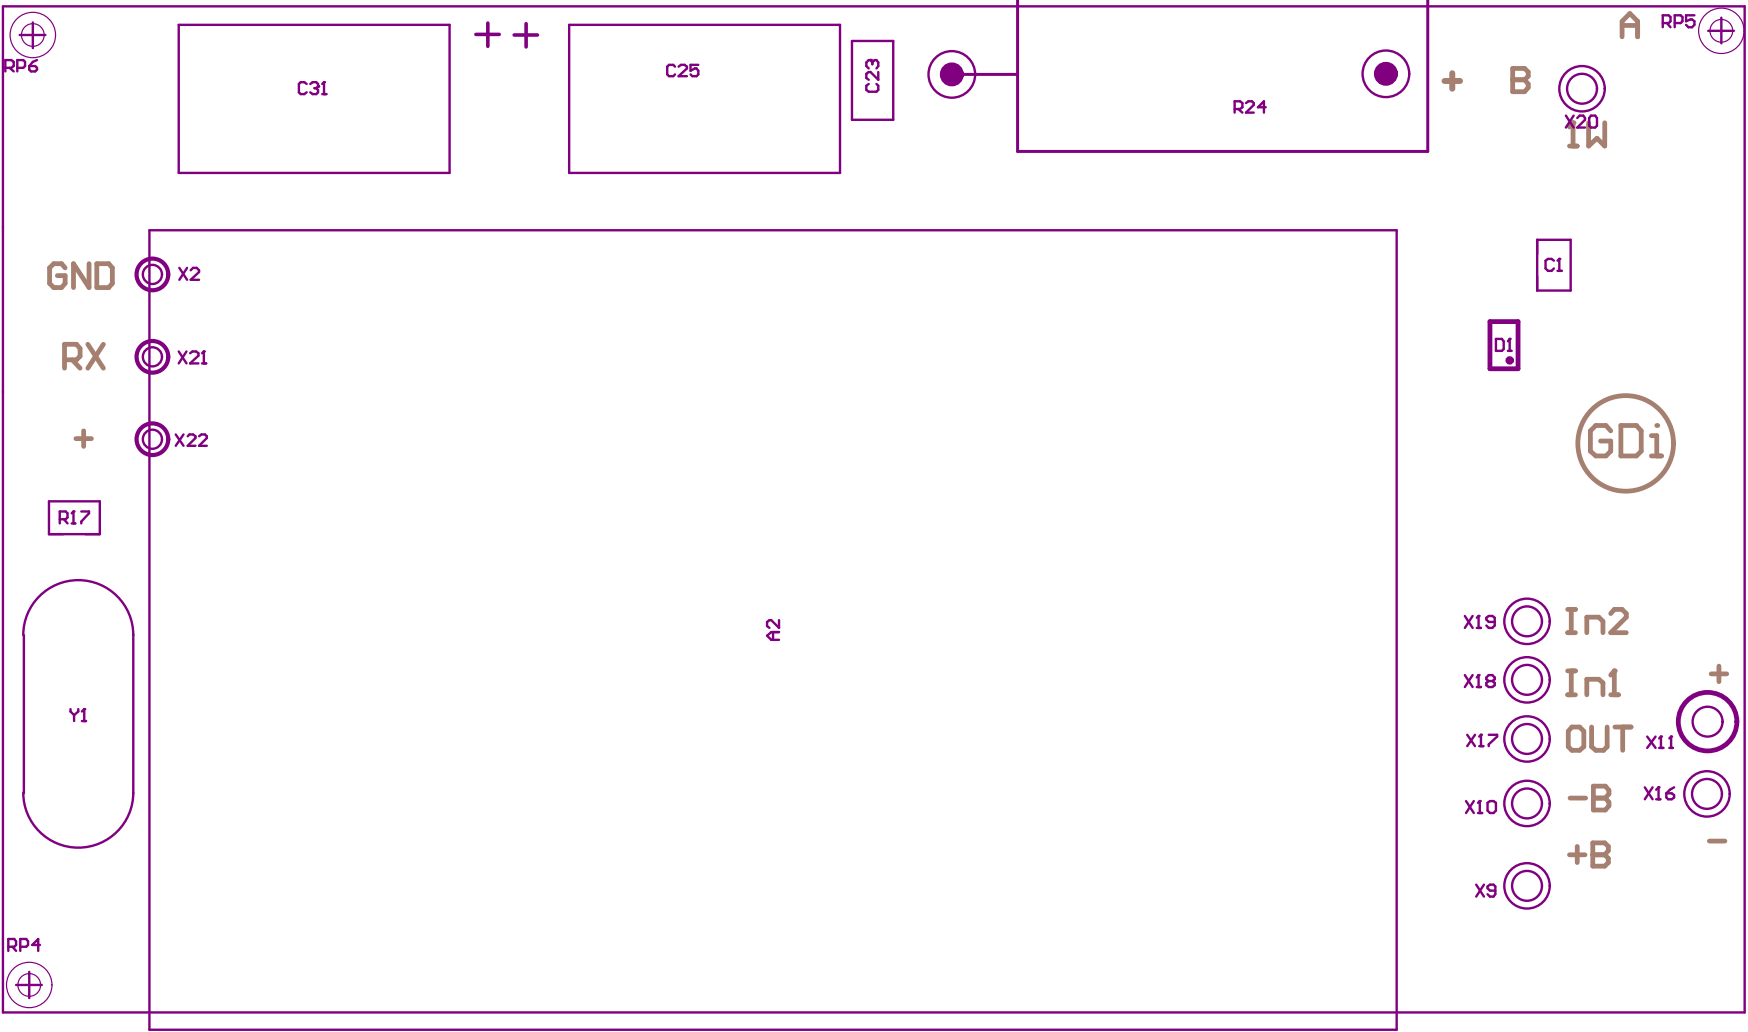 A
RP5
RP6
+ +
C31
C25
C23
R24
+
B
X20
M1
GND
X2
C1
RX
X21
D1
+
X22
GDi
R17
A2
X19
In2
X18
In1
+
X17
OUT
X11
Y1
X10
-B
X16
-
+B
X9
RP4